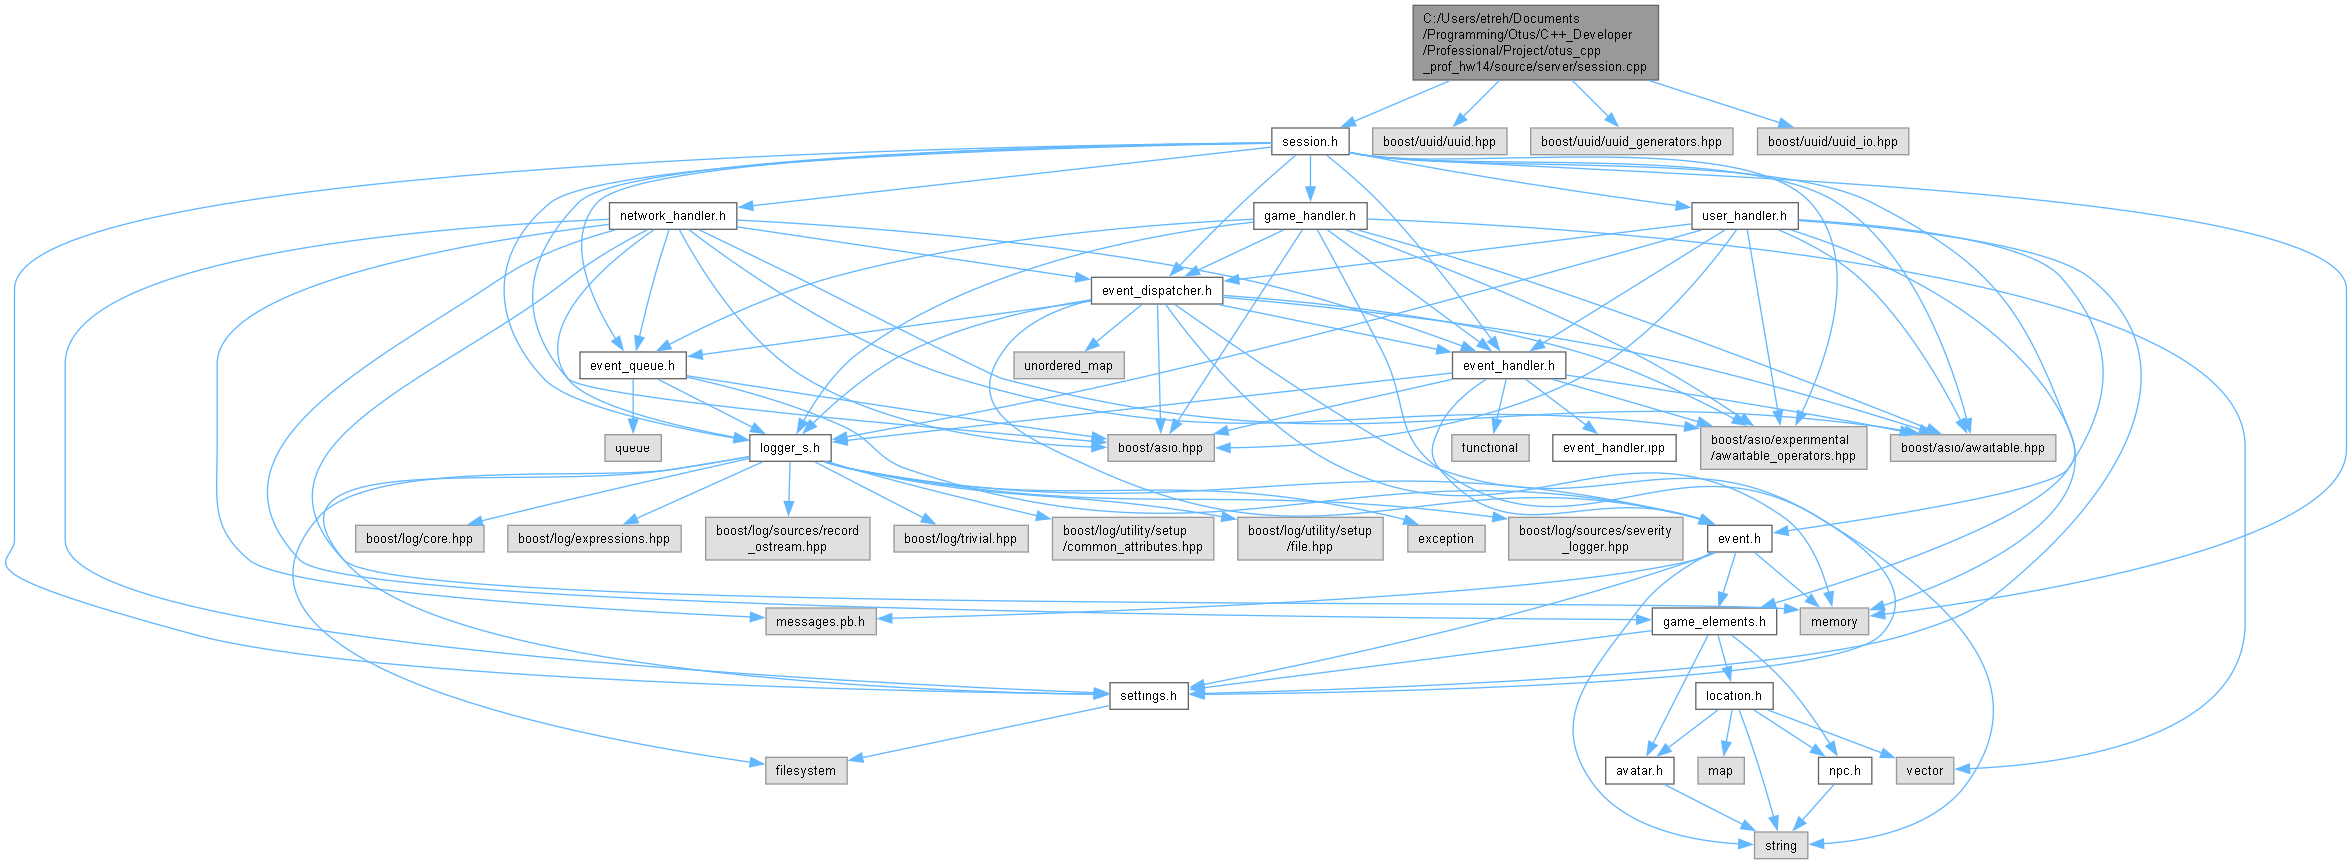 C:/Users/etreh/Documents
/Programming/Otus/C++_Developer
/Professional/Project/otus_cpp
_prof_hw14/source/server/session.cpp
session.h
boost/uuid/uuid.hpp
boost/uuid/uuid_generators.hpp
boost/uuid/uuid_io.hpp
network_handler.h
game_handler.h
user_handler.h
event_dispatcher.h
event_queue.h
unordered_map
event_handler.h
queue
logger_s.h
boost/asio.hpp
functional
event_handler.ipp
boost/asio/experimental
/awaitable_operators.hpp
boost/asio/awaitable.hpp
boost/log/core.hpp
boost/log/expressions.hpp
boost/log/sources/record
_ostream.hpp
boost/log/trivial.hpp
boost/log/utility/setup
/common_attributes.hpp
boost/log/utility/setup
/file.hpp
exception
boost/log/sources/severity
_logger.hpp
event.h
messages.pb.h
game_elements.h
memory
settings.h
location.h
filesystem
avatar.h
map
npc.h
vector
string